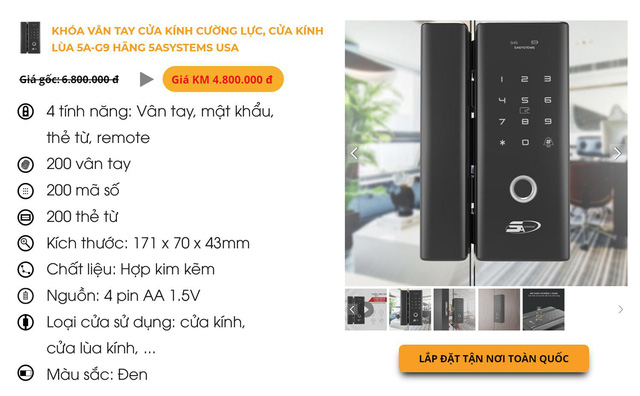 KHÓA VÂN TAY CỬA KÍNH CƯỜNG LỰC, CỬA KÍNH
LÙA 5A-G9 HÃNG 5ASYSTEMS USA
Giá gốc: 6.800.000 đ
Giá KM 4.800.000 đ
4 tính năng: Vân tay, mật khẩu,
thẻ từ, remote
200 vân tay
200 mã số
200 thẻ từ
Kích thước: 171 x 70 x 43mm
Chất liệu: Hợp kim kẽm
Nguồn: 4 pin AA 1.5V
Loại cửa sử dụng: cửa kính,
cửa lùa kính, ...
Màu sắc: Đen
5ASYSTEMS
1 2 3
4 5 6
7 8 9
* 0
5A
LẮP ĐẶT TẬN NƠI TOÀN QUỐC